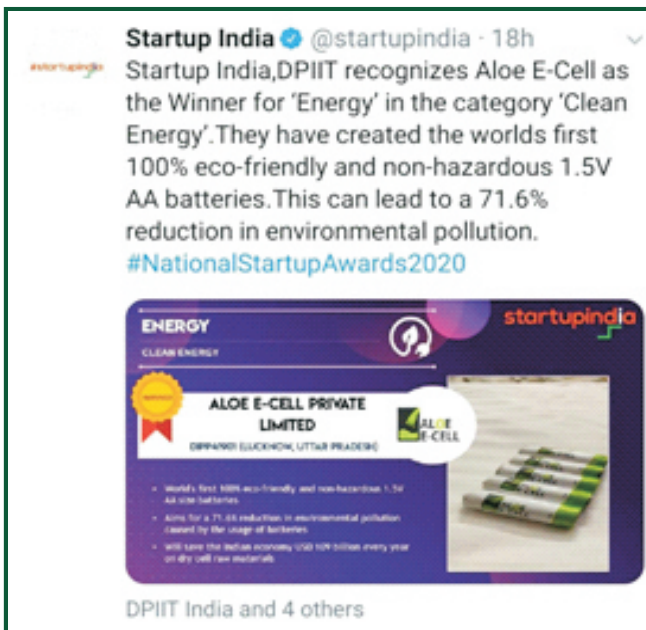 #startupindia
Startup India @startupindia · 18h
Startup India,DPIIT recognizes Aloe E-Cell as
the Winner for ‘Energy’ in the category ‘Clean
Energy’.They have created the worlds first
100% eco-friendly and non-hazardous 1.5V
AA batteries.This can lead to a 71.6%
reduction in environmental pollution.
#NationalStartupAwards2020
ENERGY
CLEAN ENERGY
startupindia
ALOE E-CELL PRIVATE
LIMITED
(LUCKNOW, UTTAR PRADESH)
ALOE
E-CELL
• World's first 100% eco-friendly and non-hazardous 1.5V
AA size batteries
• Aims for a 71.6% reduction in environmental pollution
caused by the usage of batteries
• Will save the Indian economy USD 109 billion every year
on dry cell raw materials
DPIIT India and 4 others